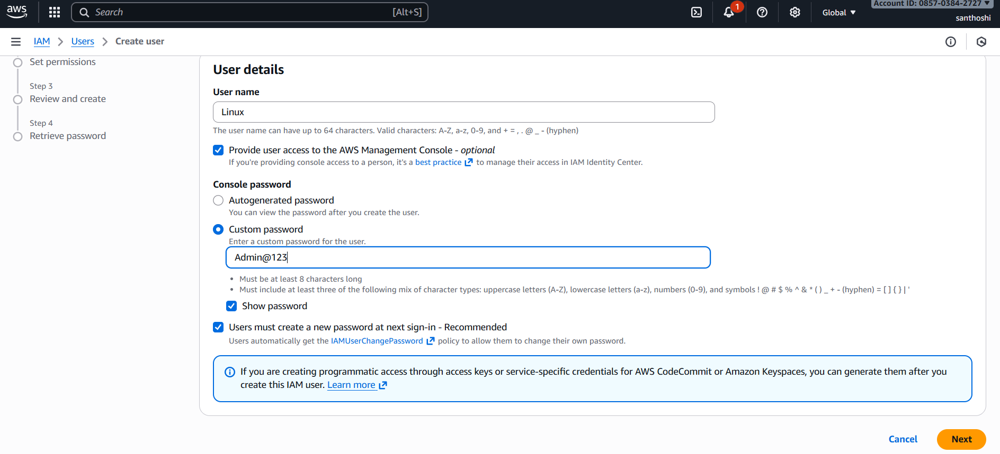 aws
Search [Alt+S]
1
Global
Account ID: 0857-0384-2727
santhoshi
IAM
Users
Create user
Set permissions
Step 3
Review and create
Step 4
Retrieve password
User details
User name
Linux
The user name can have up to 64 characters. Valid characters: A-Z, a-z, 0-9, and + = , . @ _ - (hyphen)
Provide user access to the AWS Management Console - optional
If you're providing console access to a person, it's a best practice to manage their access in IAM Identity Center.
Console password
Autogenerated password
You can view the password after you create the user.
Custom password
Enter a custom password for the user.
Admin@123
• Must be at least 8 characters long
• Must include at least three of the following mix of character types: uppercase letters (A-Z), lowercase letters (a-z), numbers (0-9), and symbols ! @ # $ % ^ & * ( ) _ + - (hyphen) = [ ] { } | '
Show password
Users must create a new password at next sign-in - Recommended
Users automatically get the IAMUserChangePassword policy to allow them to change their own password.
If you are creating programmatic access through access keys or service-specific credentials for AWS CodeCommit or Amazon Keyspaces, you can generate them after you
create this IAM user. Learn more
Cancel
Next